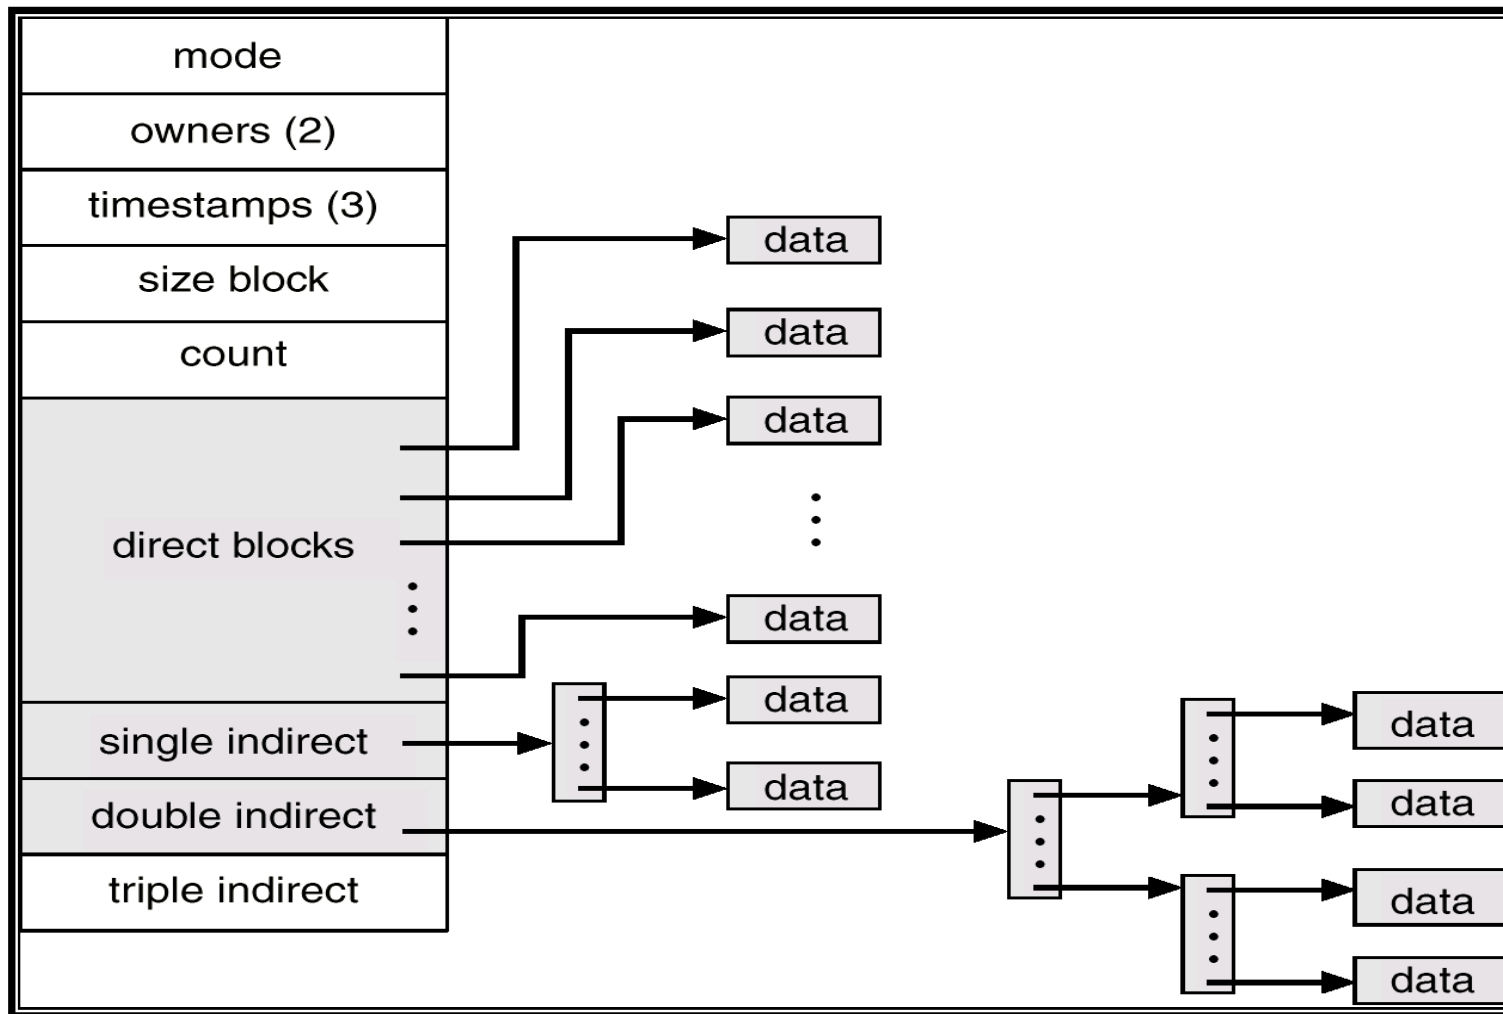 mode
owners (2)
timestamps (3)
size block
count
direct blocks
single indirect
double indirect
triple indirect
data
data
data
data
data
data
data
data
data
data